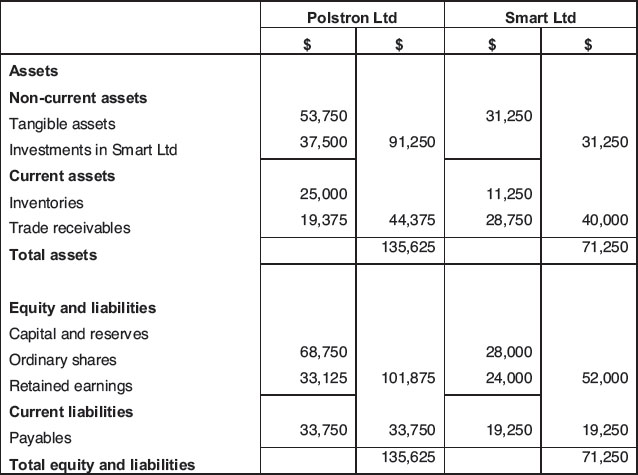 Polstron Ltd Smart Ltd
$ $ $ $
Assets
Non-current assets
Tangible assets 53,750 31,250
Investments in Smart Ltd 37,500 91,250 31,250
Current assets
Inventories 25,000 11,250
Trade receivables 19,375 44,375 28,750 40,000
Total assets 135,625 71,250
Equity and liabilities
Capital and reserves
Ordinary shares 68,750 28,000
Retained earnings 33,125 101,875 24,000 52,000
Current liabilities
Payables 33,750 33,750 19,250 19,250
Total equity and liabilities 135,625 71,250